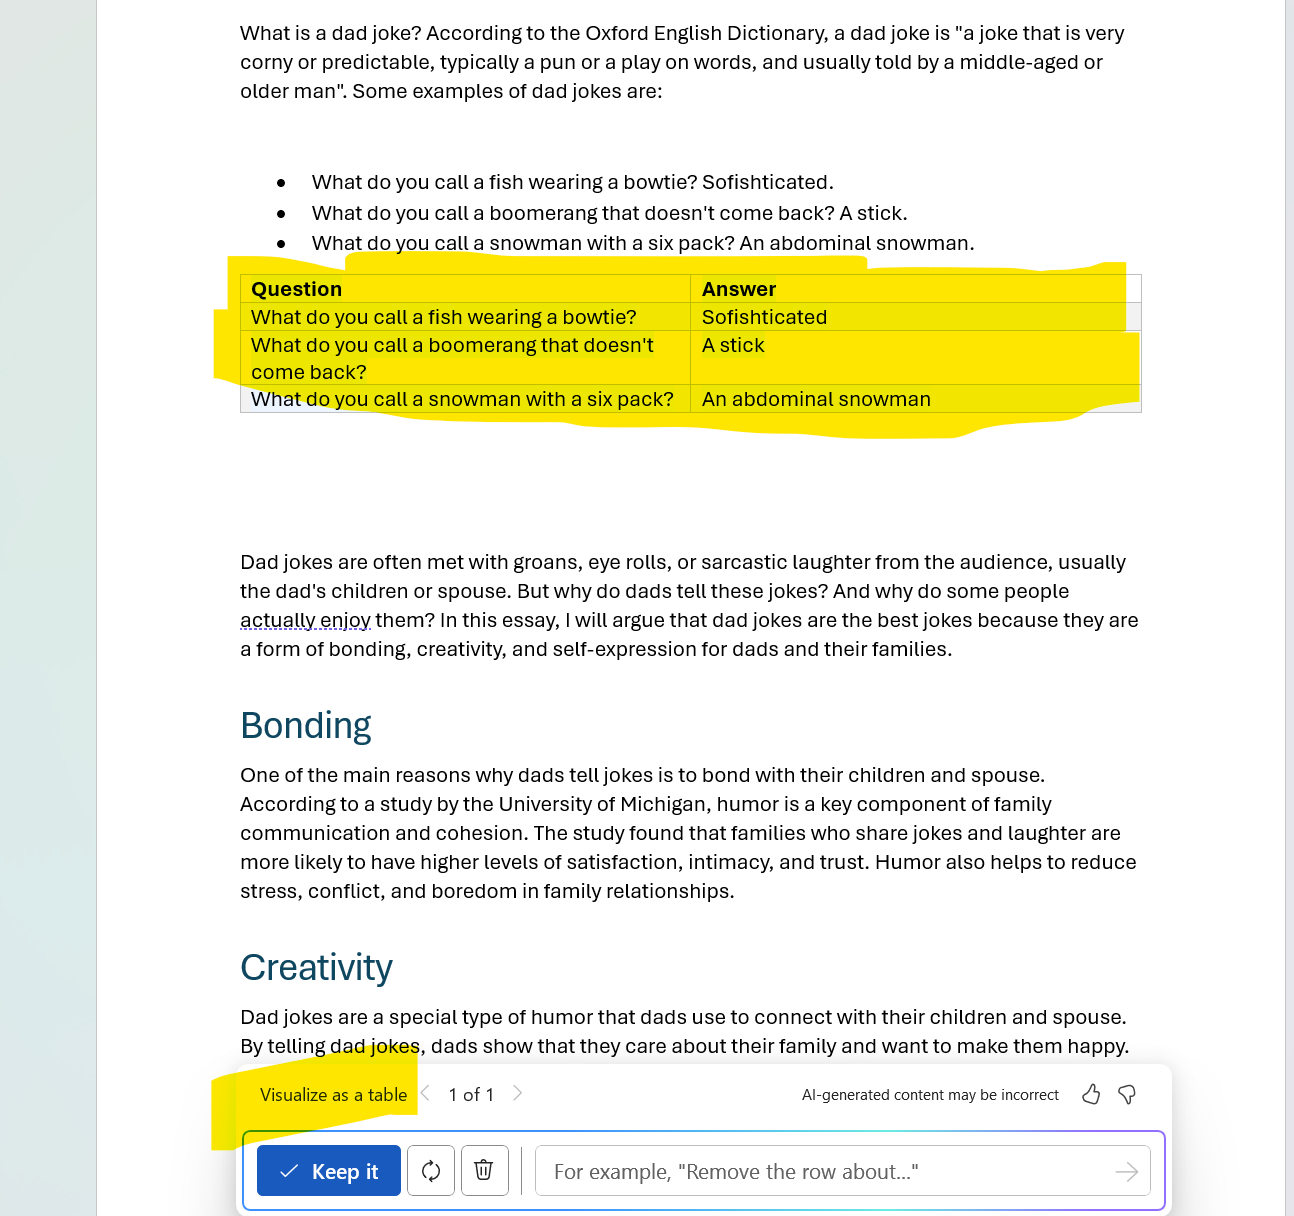 What is a dad joke? According to the Oxford English Dictionary, a dad joke is "a joke that is very
corny or predictable, typically a pun or a play on words, and usually told by a middle-aged or
older man". Some examples of dad jokes are:
● What do you call a fish wearing a bowtie? Sofishticated.
● What do you call a boomerang that doesn't come back? A stick.
● What do you call a snowman with a six pack? An abdominal snowman.
Question Answer
What do you call a fish wearing a bowtie? Sofishticated
What do you call a boomerang that doesn't A stick
come back?
What do you call a snowman with a six pack? An abdominal snowman
Dad jokes are often met with groans, eye rolls, or sarcastic laughter from the audience, usually
the dad's children or spouse. But why do dads tell these jokes? And why do some people
actually enjoy them? In this essay, I will argue that dad jokes are the best jokes because they are
a form of bonding, creativity, and self-expression for dads and their families.
Bonding
One of the main reasons why dads tell jokes is to bond with their children and spouse.
According to a study by the University of Michigan, humor is a key component of family
communication and cohesion. The study found that families who share jokes and laughter are
more likely to have higher levels of satisfaction, intimacy, and trust. Humor also helps to reduce
stress, conflict, and boredom in family relationships.
Creativity
Dad jokes are a special type of humor that dads use to connect with their children and spouse.
By telling dad jokes, dads show that they care about their family and want to make them happy.
Visualize as a table 1 of 1 AI-generated content may be incorrect
Keep it For example, "Remove the row about..."